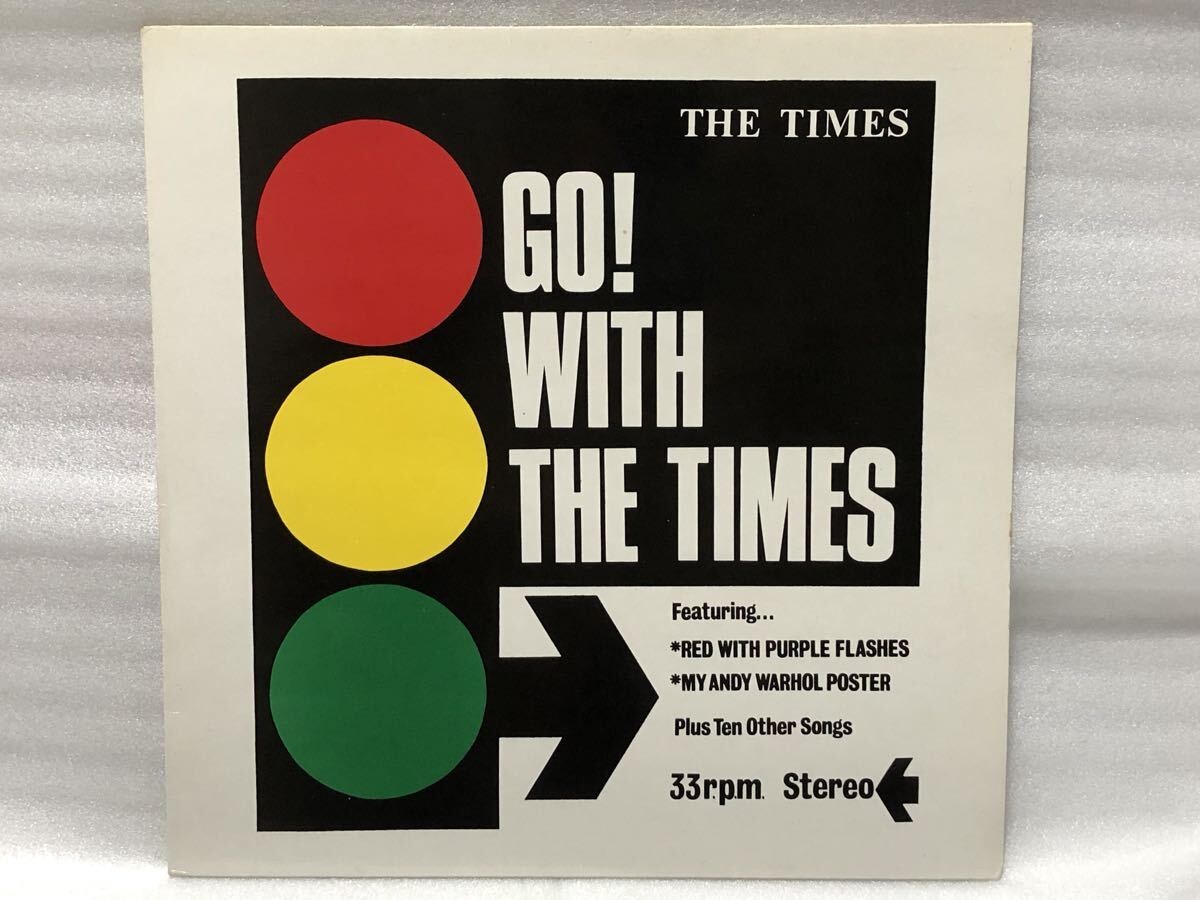 THE TIMES
GO!
WITH
THE TIMES
Featuring...
*RED WITH PURPLE FLASHES
*MY ANDY WARHOL POSTER
Plus Ten Other Songs
33r.p.m. Stereo